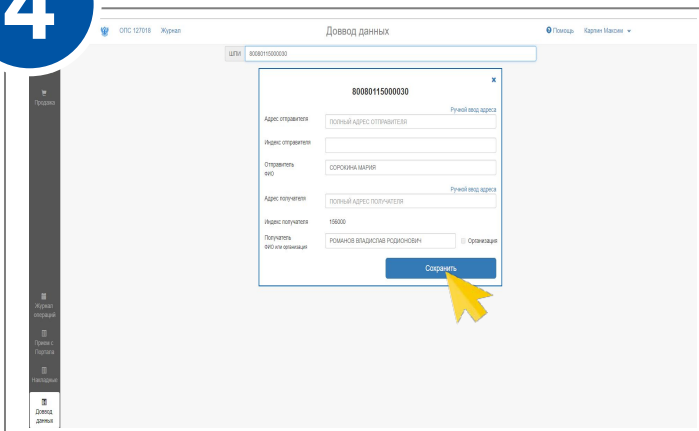 4
ОПС 127018 Журнал Доввод данных Помощь Карпин Максим
ШПИ 80080115000030
Продажа
80080115000030
Ручной ввод адреса
Адрес отправителя ПОЛНЫЙ АДРЕС ОТПРАВИТЕЛЯ
Индекс отправителя
Отправитель СОРОКИНА МАРИЯ
ФИО
Ручной ввод адреса
Адрес получателя ПОЛНЫЙ АДРЕС ПОЛУЧАТЕЛЯ
Индекс получателя 156000
Получатель РОМАНОВ ВЛАДИСЛАВ РОДИОНОВИЧ Организация
ФИО или организация
Сохранить
Журнал
операций
Прием с
Портала
Накладные
Доввод
данных